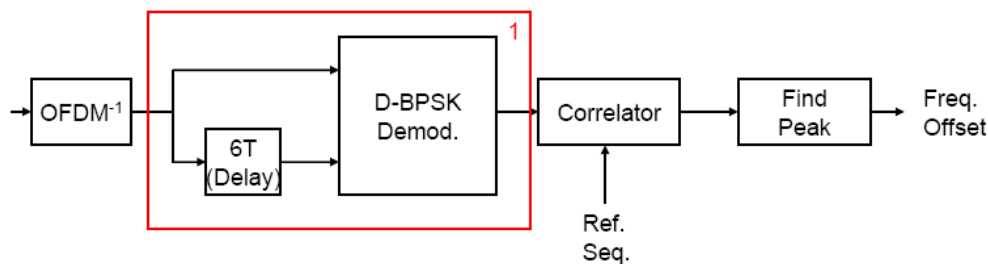 1
OFDM⁻¹
6T
(Delay)
D-BPSK
Demod.
Correlator
Find
Peak
Freq.
Offset
Ref.
Seq.